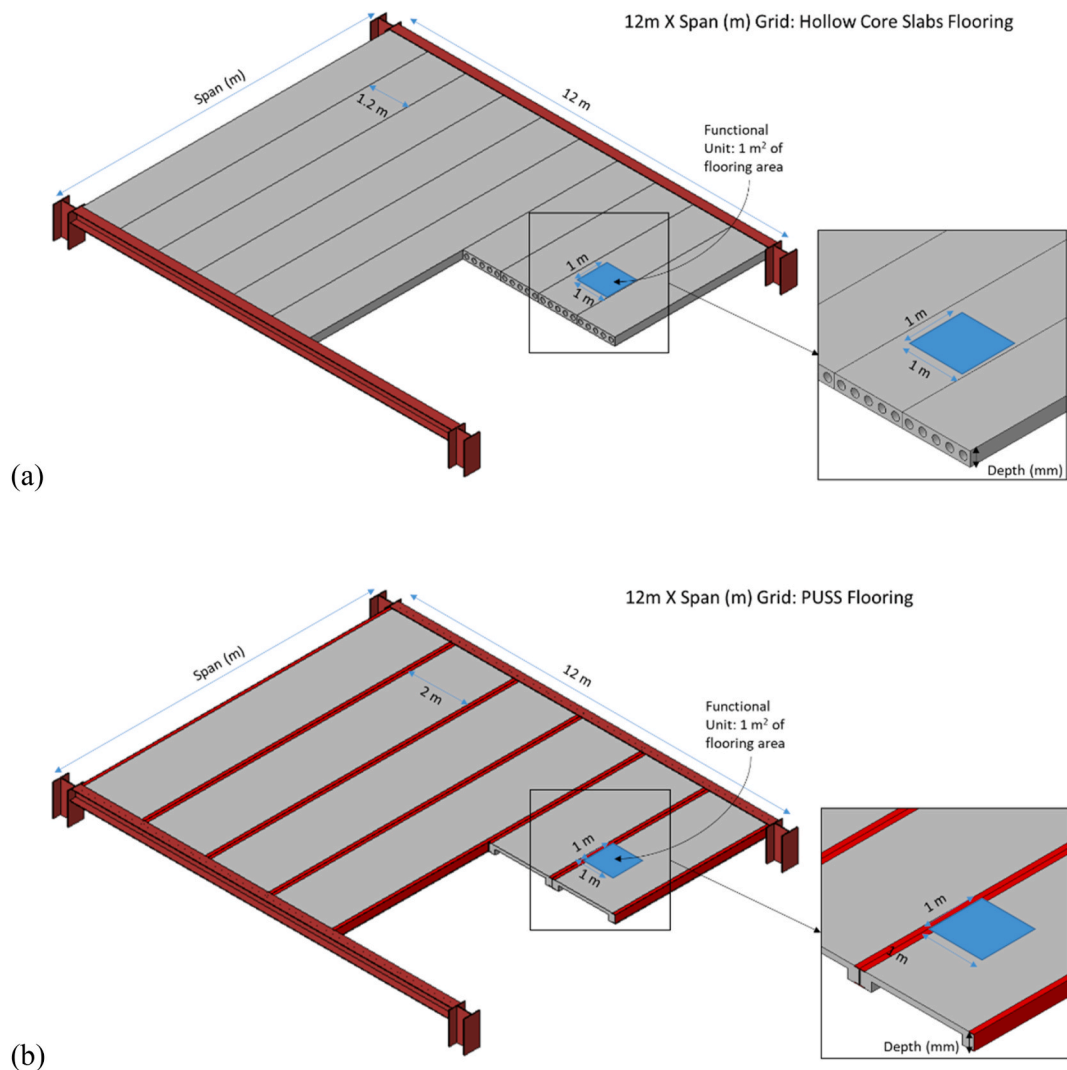 12m X Span (m) Grid: Hollow Core Slabs Flooring
Span (m)
1.2 m
12 m
Functional
Unit: 1 m² of
flooring area
1 m
1 m
1 m
1 m
Depth (mm)
(a)
12m X Span (m) Grid: PUSS Flooring
Span (m)
2 m
12 m
Functional
Unit: 1 m² of
flooring area
1 m
1 m
1 m
1 m
Depth (mm)
(b)